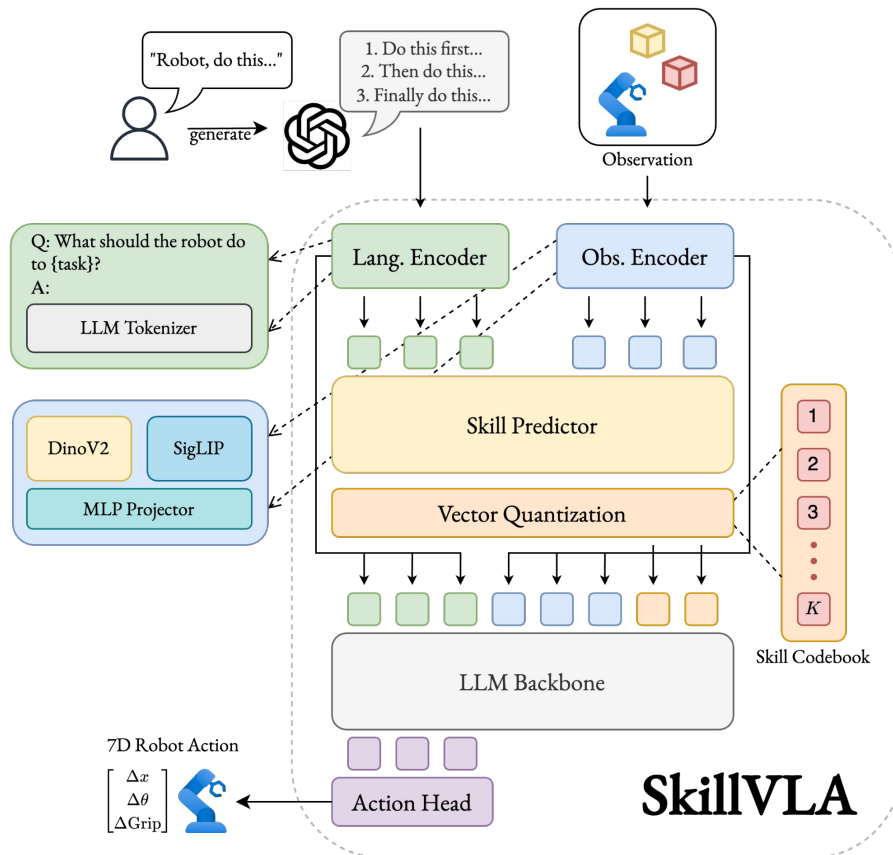 "Robot, do this..."
generate
1. Do this first...
2. Then do this...
3. Finally do this...
Observation
Q: What should the robot do
to {task}?
A:
LLM Tokenizer
Lang. Encoder
Obs. Encoder
DinoV2
SigLIP
MLP Projector
Skill Predictor
Vector Quantization
1
2
3
K
Skill Codebook
LLM Backbone
7D Robot Action
Δx
Δθ
ΔGrip
Action Head
SkillVLA